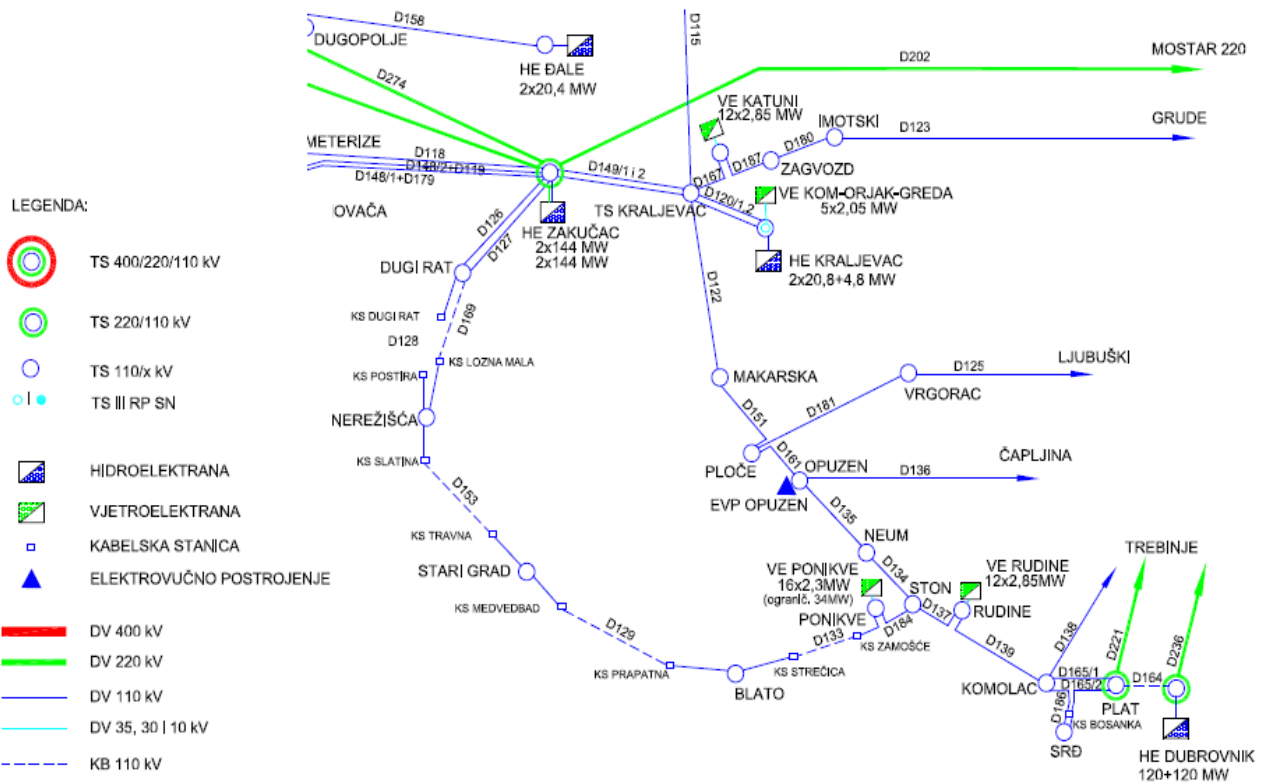 D158
DUGOPOLJE
HE ĐALE
2x20,4 MW
D274
D115
D202
MOSTAR 220
VE KATUNI
12x2,85 MW
IMOTSKI
D123
GRUDE
D180
D187
ZAGVOZD
D167
METERIZE
D118
D148/2+D119
D148/1+D179
D149/1 i 2
TS KRALJEVAC
D120/1,2
VE KOM-ORJAK-GREDA
5x2,05 MW
IOVAČA
HE ZAKUČAC
2x144 MW
2x144 MW
HE KRALJEVAC
2x20,8+4,8 MW
D126
D127
DUGI RAT
D122
KS DUGI RAT
D169
D128
KS LOZNA MALA
KS POSTIRA
NEREŽIŠĆA
KS SLATINA
D153
KS TRAVNA
STARI GRAD
KS MEDVEDBAD
D129
KS PRAPATNA
BLATO
KS STREČICA
D133
KS ZAMOŠĆE
MAKARSKA
D151
D181
VRGORAC
D125
LJUBUŠKI
PLOČE
D161
OPUZEN
D136
ČAPLJINA
EVP OPUZEN
D135
NEUM
D134
VE PONIKVE
16x2,3MW
(ogranič. 34MW)
PONIKVE
D184
STON
D137
VE RUDINE
12x2,85MW
RUDINE
D139
TREBINJE
D138
D221
D236
KOMOLAC
D165/1
D165/2
D164
PLAT
D186
KS BOSANKA
SRĐ
HE DUBROVNIK
120+120 MW
LEGENDA:
TS 400/220/110 kV
TS 220/110 kV
TS 110/x kV
TS III RP SN
HIDROELEKTRANA
VJETROELEKTRANA
KABELSKA STANICA
ELEKTROVUČNO POSTROJENJE
DV 400 kV
DV 220 kV
DV 110 kV
DV 35, 30 I 10 kV
KB 110 kV